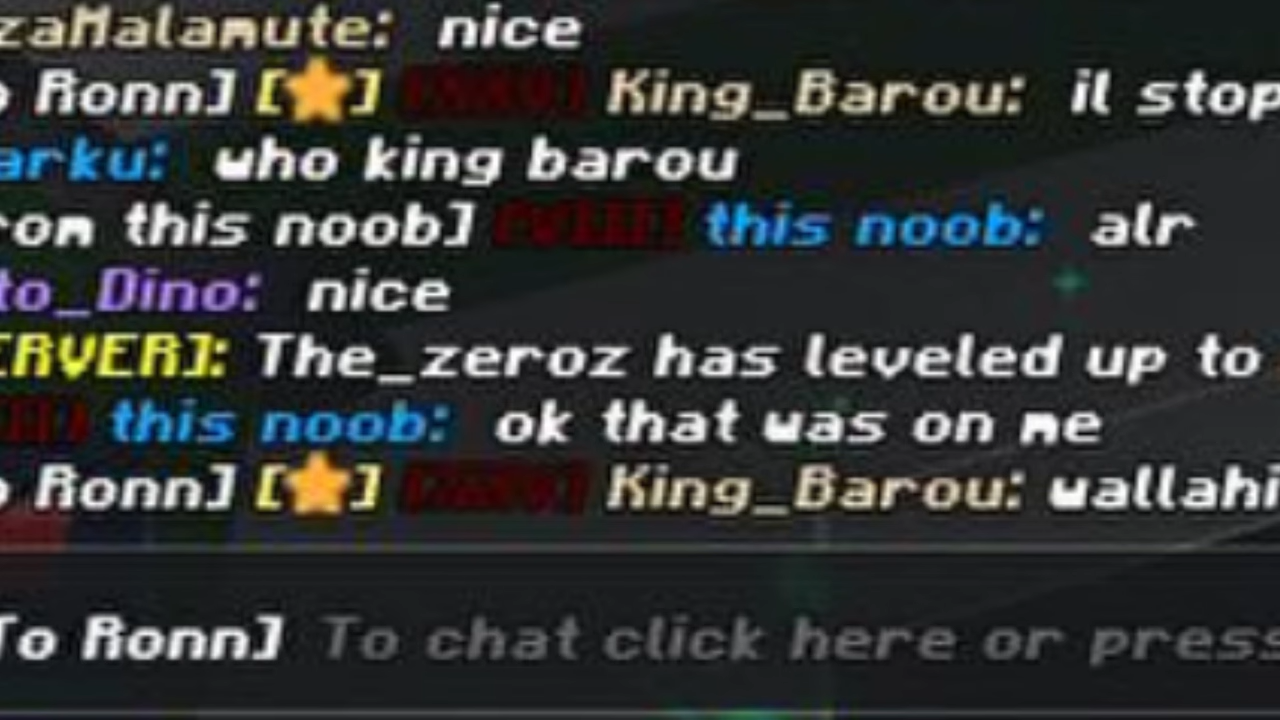 zaMalamute: nice
o Ronn] [⭐] King_Barou: il stop
arku: who king barou
rom this noob] [VIII] this noob: alr
to_Dino: nice
ERVER]: The_zeroz has leveled up to
this noob: ok that was on me
o Ronn] [⭐] King_Barou: wallahi
To Ronn] To chat click here or press